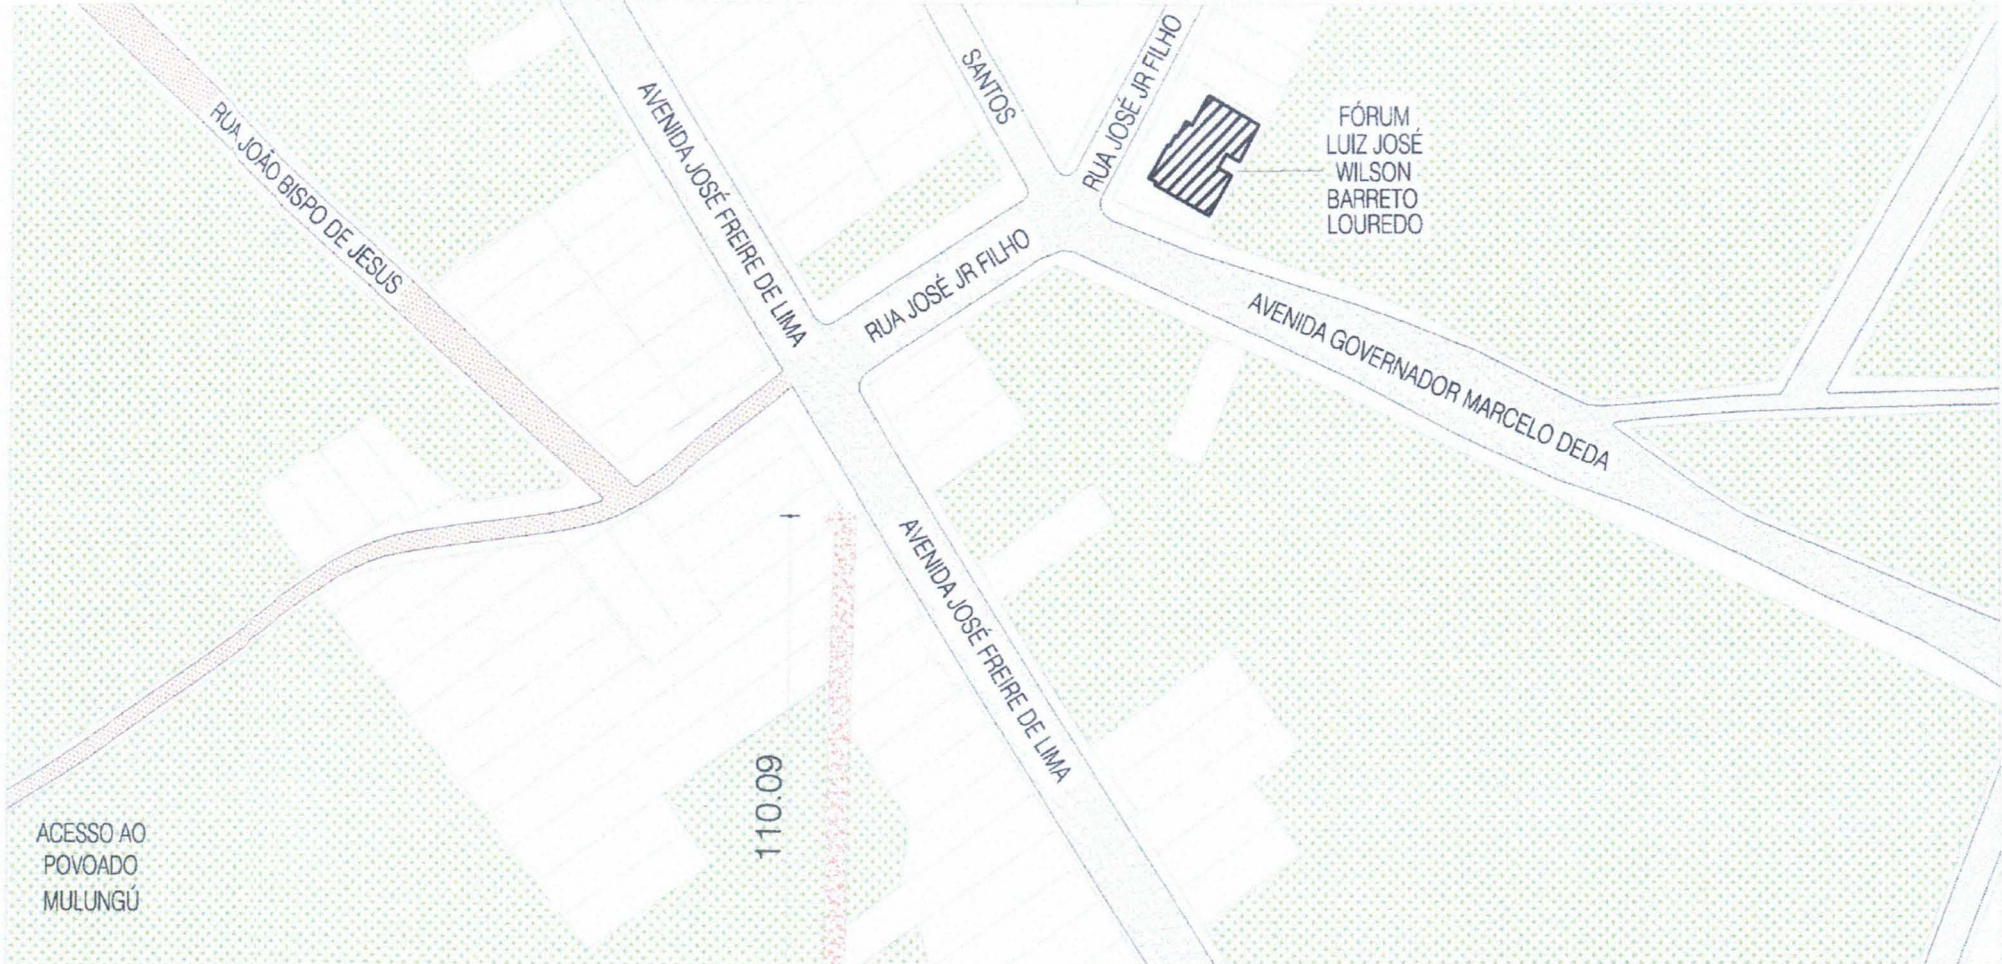 SANTOS
RUA JOSÉ JR FILHO
RUA JOÃO BISPO DE JESUS
AVENIDA JOSÉ FREIRE DE LIMA
FÓRUM
LUIZ JOSÉ
WILSON
BARRETO
LOUREDO
RUA JOSÉ JR FILHO
AVENIDA GOVERNADOR MARCELO DEDA
AVENIDA JOSÉ FREIRE DE LIMA
110.09
ACESSO AO
POVOADO
MULUNGÚ